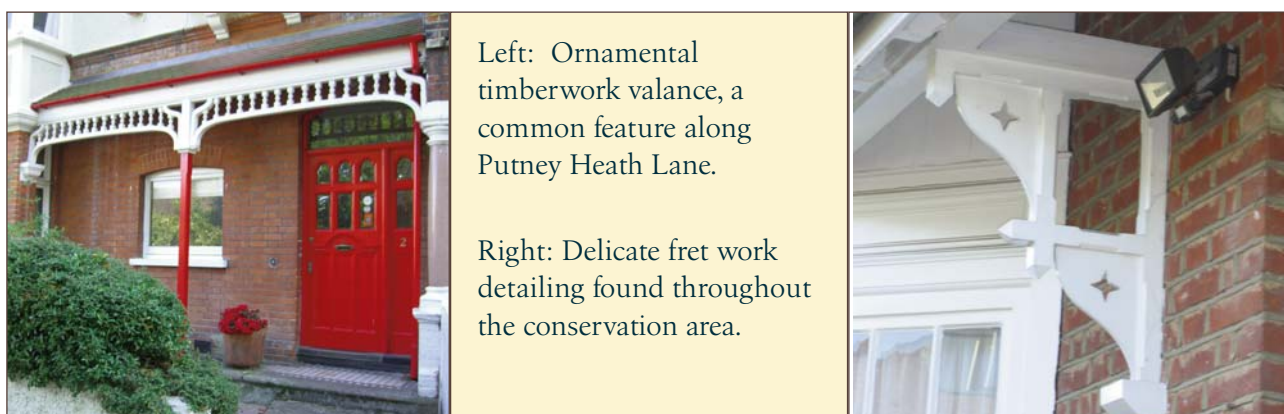 Left: Ornamental
timberwork valance, a
common feature along
Putney Heath Lane.
Right: Delicate fret work
detailing found throughout
the conservation area.
2